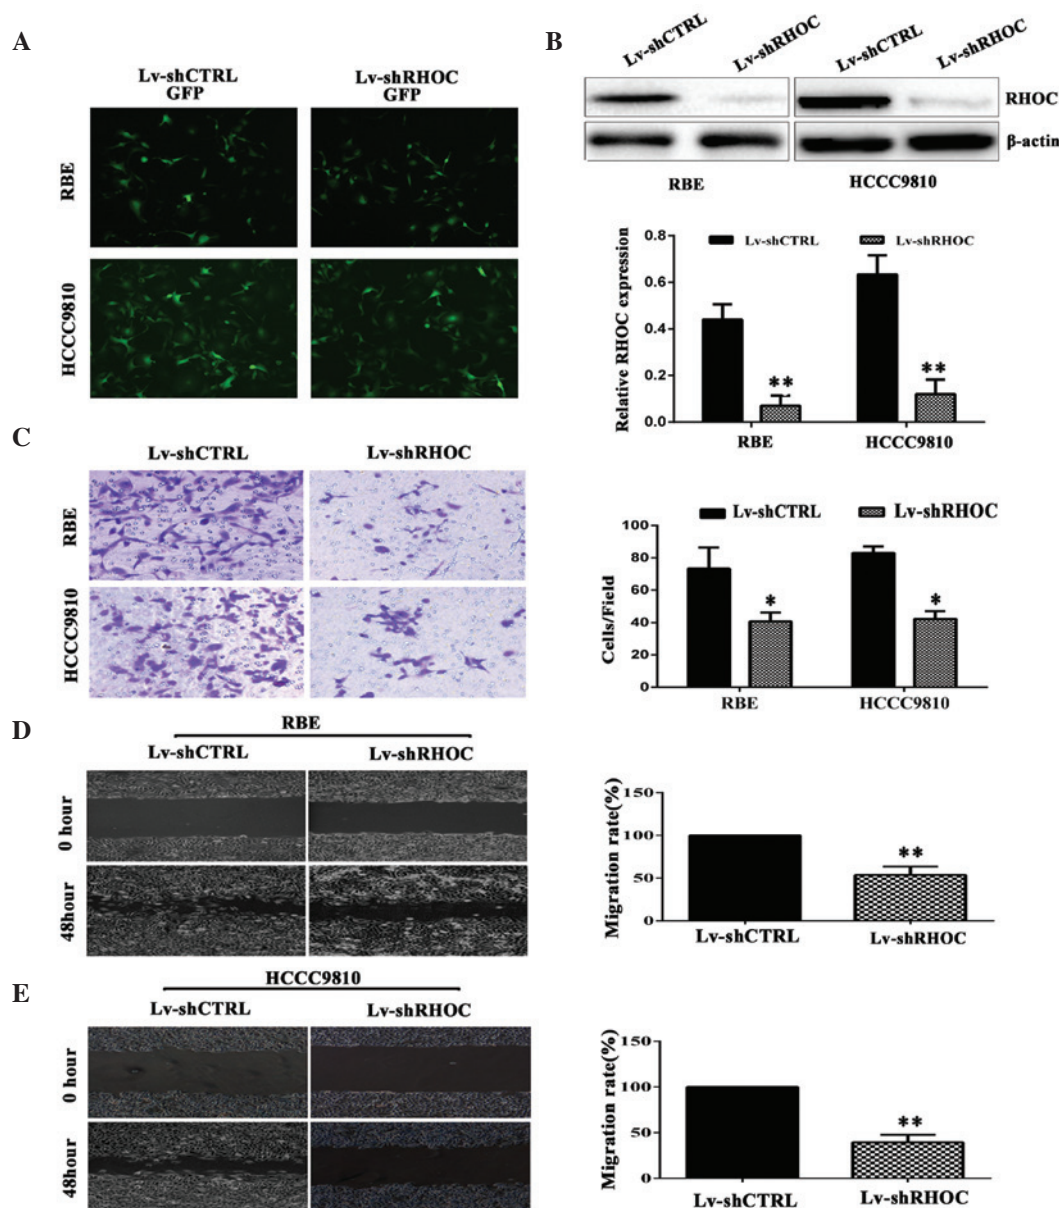 A
Lv-shCTRL Lv-shRHOC
GFP GFP
RBE
HCCC9810
B
Lv-shCTRL Lv-shRHOC Lv-shCTRL Lv-shRHOC
RHOC
β-actin
RBE HCCC9810
Lv-shCTRL Lv-shRHOC
Relative RHOC expression
0.8
0.6
0.4
0.2
0.0
** **
RBE HCCC9810
C
Lv-shCTRL Lv-shRHOC
RBE
HCCC9810
Lv-shCTRL Lv-shRHOC
Cells/Field
100
80
60
40
20
0
* *
RBE HCCC9810
D
RBE
Lv-shCTRL Lv-shRHOC
0 hour
48hour
Migration rate(%)
150
100
50
0
**
Lv-shCTRL Lv-shRHOC
E
HCCC9810
Lv-shCTRL Lv-shRHOC
0 hour
48hour
Migration rate(%)
150
100
50
0
**
Lv-shCTRL Lv-shRHOC